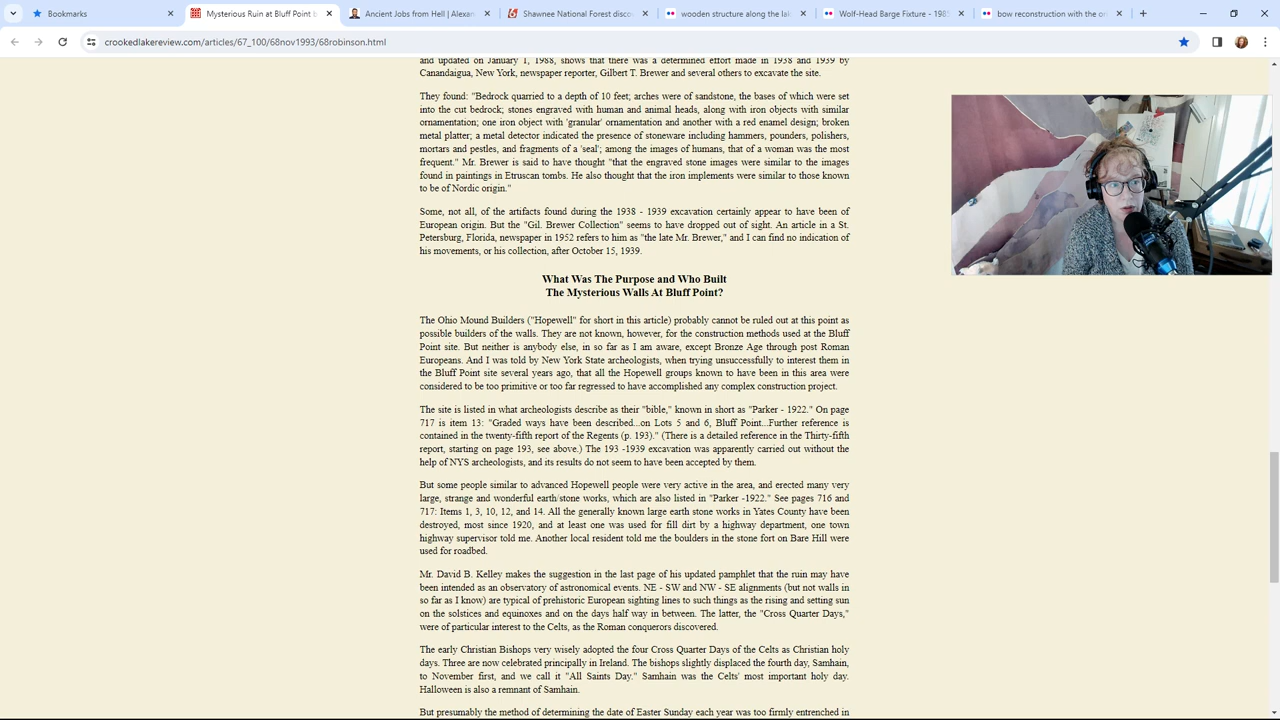 Bookmarks
Mysterious Ruin at Bluff Point b
Ancient Jobs from Hell | Alexan
Shawnee National Forest disco
wooden structure along the lak
Wolf-Head Barge Fixture - 198
bow reconstruction with the o
crookedlakereview.com/articles/67_100/68nov1993/68robinson.html
and updated on January 1, 1988, shows that there was a determined effort made in 1938 and 1939 by
Canandaigua, New York, newspaper reporter, Gilbert T. Brewer and several others to excavate the site.
They found: "Bedrock quarried to a depth of 10 feet; arches were of sandstone, the bases of which were set
into the cut bedrock; stones engraved with human and animal heads, along with iron objects with similar
ornamentation; one iron object with 'granular' ornamentation and another with a red enamel design; broken
metal platter; a metal detector indicated the presence of stoneware including hammers, pounders, polishers,
mortars and pestles, and fragments of a 'seal'; among the images of humans, that of a woman was the most
frequent." Mr. Brewer is said to have thought "that the engraved stone images were similar to the images
found in paintings in Etruscan tombs. He also thought that the iron implements were similar to those known
to be of Nordic origin."
Some, not all, of the artifacts found during the 1938 - 1939 excavation certainly appear to have been of
European origin. But the "Gil. Brewer Collection" seems to have dropped out of sight. An article in a St.
Petersburg, Florida, newspaper in 1952 refers to him as "the late Mr. Brewer," and I can find no indication of
his movements, or his collection, after October 15, 1939.
What Was The Purpose and Who Built
The Mysterious Walls At Bluff Point?
The Ohio Mound Builders ("Hopewell" for short in this article) probably cannot be ruled out at this point as
possible builders of the walls. They are not known, however, for the construction methods used at the Bluff
Point site. But neither is anybody else, in so far as I am aware, except Bronze Age through post Roman
Europeans. And I was told by New York State archeologists, when trying unsuccessfully to interest them in
the Bluff Point site several years ago, that all the Hopewell groups known to have been in this area were
considered to be too primitive or too far regressed to have accomplished any complex construction project.
The site is listed in what archeologists describe as their "bible," known in short as "Parker - 1922." On page
717 is item 13: "Graded ways have been described...on Lots 5 and 6, Bluff Point...Further reference is
contained in the twenty-fifth report of the Regents (p. 193)." (There is a detailed reference in the Thirty-fifth
report, starting on page 193, see above.) The 193 -1939 excavation was apparently carried out without the
help of NYS archeologists, and its results do not seem to have been accepted by them.
But some people similar to advanced Hopewell people were very active in the area, and erected many very
large, strange and wonderful earth/stone works, which are also listed in "Parker -1922." See pages 716 and
717: Items 1, 3, 10, 12, and 14. All the generally known large earth stone works in Yates County have been
destroyed, most since 1920, and at least one was used for fill dirt by a highway department, one town
highway supervisor told me. Another local resident told me the boulders in the stone fort on Bare Hill were
used for roadbed.
Mr. David B. Kelley makes the suggestion in the last page of his updated pamphlet that the ruin may have
been intended as an observatory of astronomical events. NE - SW and NW - SE alignments (but not walls in
so far as I know) are typical of prehistoric European sighting lines to such things as the rising and setting sun
on the solstices and equinoxes and on the days half way in between. The latter, the "Cross Quarter Days,"
were of particular interest to the Celts, as the Roman conquerors discovered.
The early Christian Bishops very wisely adopted the four Cross Quarter Days of the Celts as Christian holy
days. Three are now celebrated principally in Ireland. The bishops slightly displaced the fourth day, Samhain,
to November first, and we call it "All Saints Day." Samhain was the Celts' most important holy day.
Halloween is also a remnant of Samhain.
But presumably the method of determining the date of Easter Sunday each year was too firmly entrenched in